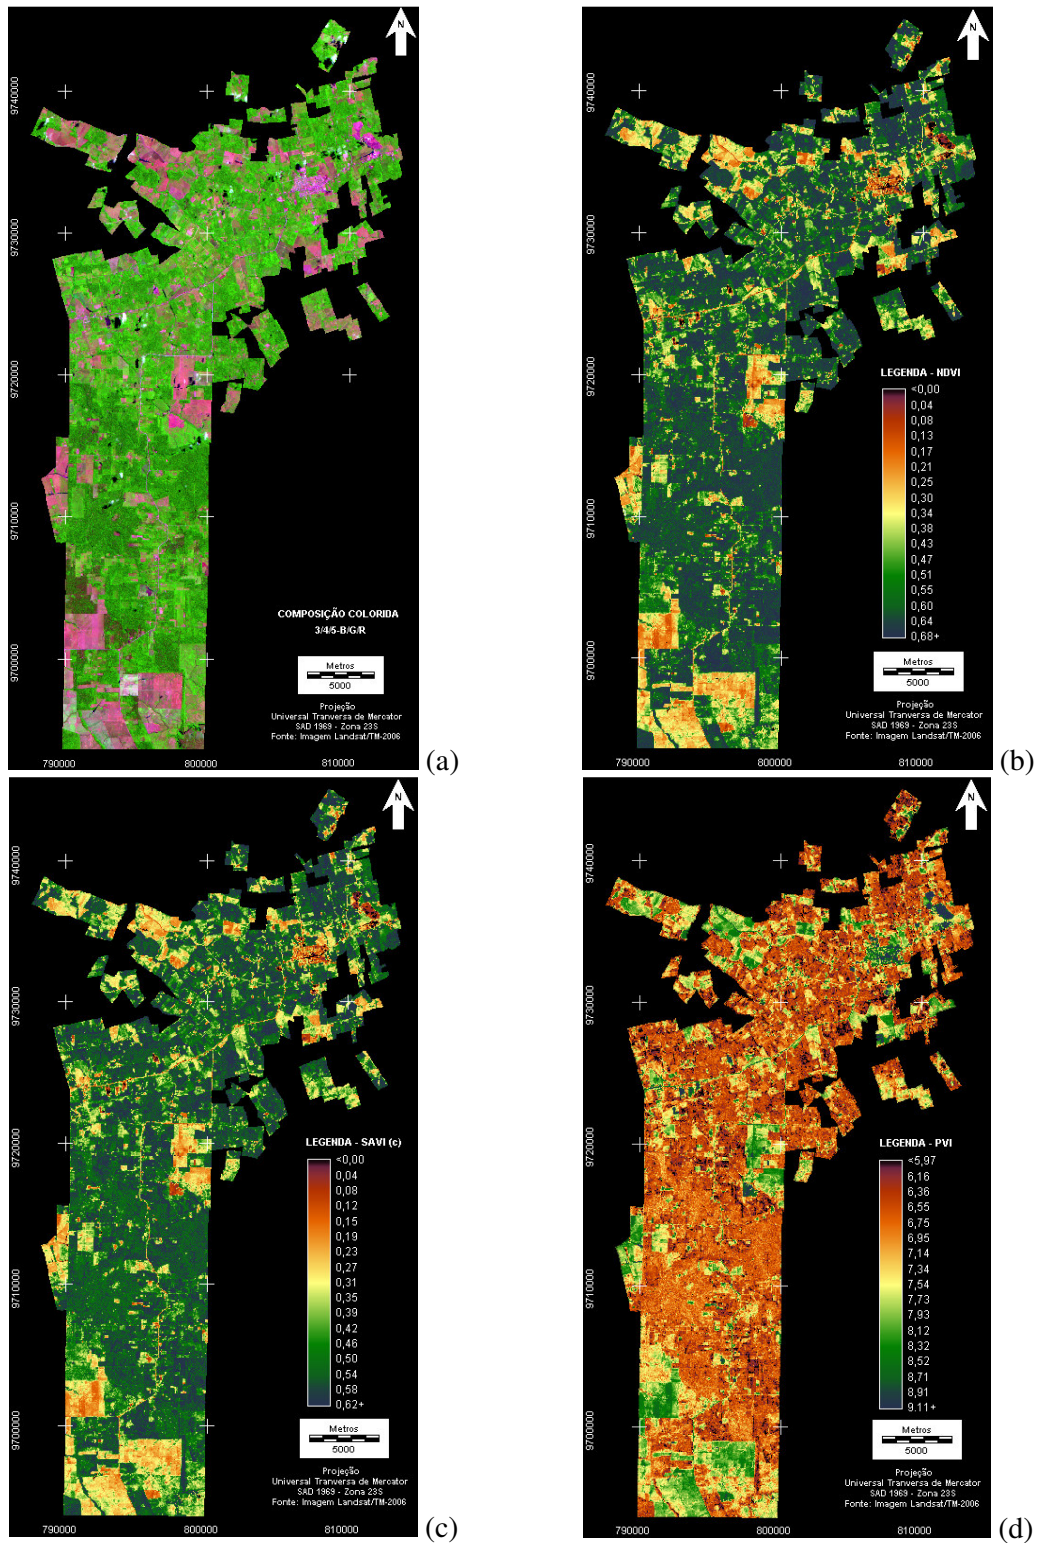 N
9740000
9730000
9720000
9710000
9700000
COMPOSIÇÃO COLORIDA
3/4/5-B/G/R
Metros
5000
Projeção
Universal Tranversa de Mercator
SAD 1969 - Zona 23S
Fonte: Imagem Landsat/TM-2006
790000 800000 810000
(a)
N
9740000
9730000
9720000
9710000
9700000
LEGENDA - NDVI
<0,00
0,04
0,08
0,13
0,17
0,21
0,25
0,30
0,34
0,38
0,43
0,47
0,51
0,55
0,60
0,64
0,68+
Metros
5000
Projeção
Universal Tranversa de Mercator
SAD 1969 - Zona 23S
Fonte: Imagem Landsat/TM-2006
790000 800000 810000
(b)
N
9740000
9730000
9720000
9710000
9700000
LEGENDA - SAVI (c)
<0,00
0,04
0,08
0,12
0,15
0,19
0,23
0,27
0,31
0,35
0,39
0,42
0,46
0,50
0,54
0,58
0,62+
Metros
5000
Projeção
Universal Tranversa de Mercator
SAD 1969 - Zona 23S
Fonte: Imagem Landsat/TM-2006
790000 800000 810000
(c)
N
9740000
9730000
9720000
9710000
9700000
LEGENDA - PVI
<5,97
6,16
6,36
6,55
6,75
6,95
7,14
7,34
7,54
7,73
7,93
8,12
8,32
8,52
8,71
8,91
9.11+
Metros
5000
Projeção
Universal Tranversa de Mercator
SAD 1969 - Zona 23S
Fonte: Imagem Landsat/TM-2006
790000 800000 810000
(d)